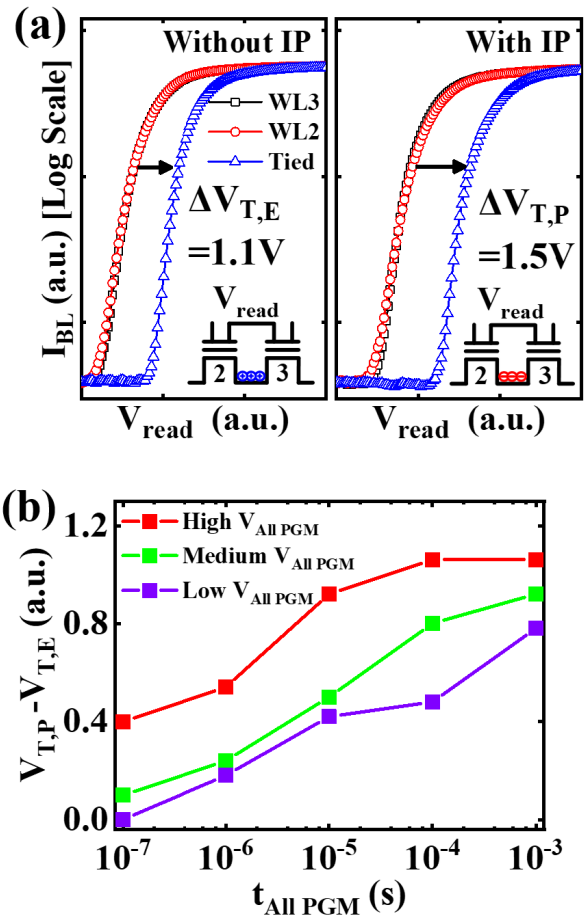 (a)
Without IP
WL3
WL2
Tied
ΔV_T,E
=1.1V
V_read
2
3
With IP
ΔV_T,P
=1.5V
V_read
2
3
I_BL (a.u.) [Log Scale]
V_read (a.u.)
V_read (a.u.)
(b)
High V_All PGM
Medium V_All PGM
Low V_All PGM
1.2
0.8
0.4
0.0
V_T,P-V_T,E (a.u.)
10^-7
10^-6
10^-5
10^-4
10^-3
t_All PGM (s)